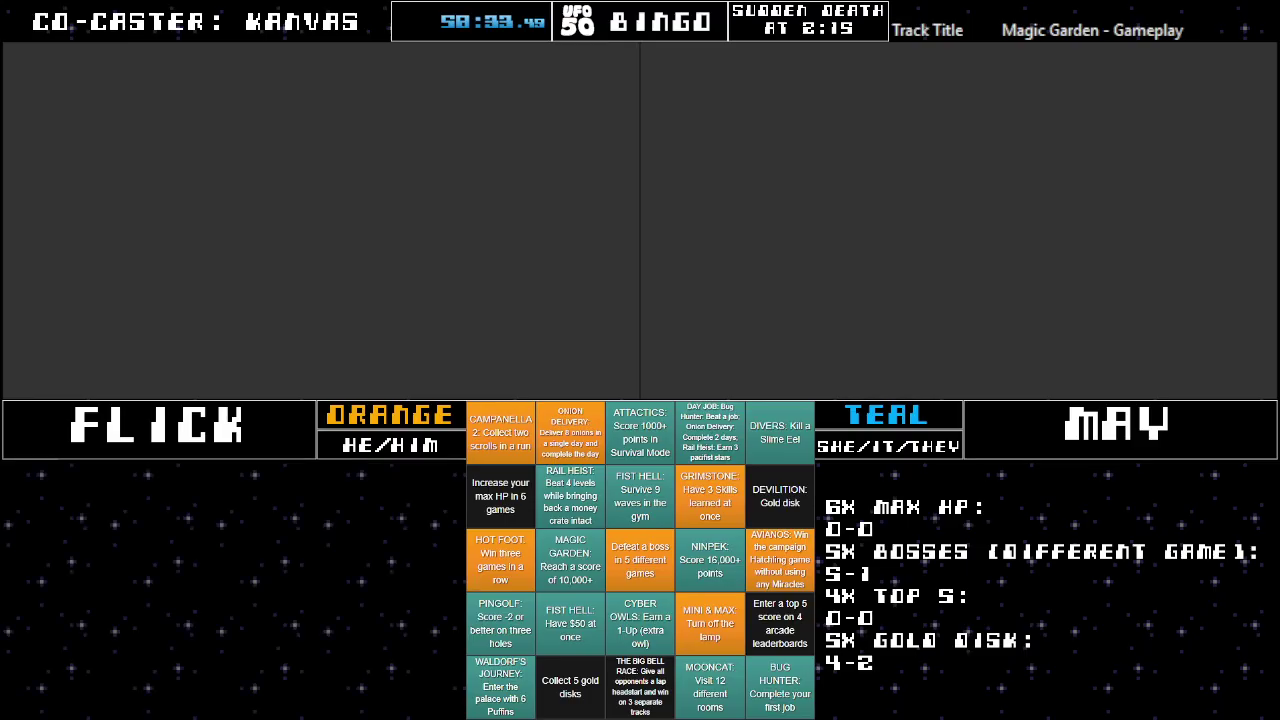 CO-CASTER: KANVAS
50:33.49
UFO
50
BINGO
SUDDEN DEATH
AT 2:15
Track Title
Magic Garden - Gameplay
FLICK
ORANGE
HE/HIM
CAMPANELLA
2: Collect two
scrolls in a run
ONION
DELIVERY:
Deliver 8 onions in
a single day and
complete the day
ATTACTICS:
Score 1000+
points in
Survival Mode
DAY JOB: Bug
Hunter: Beat a job;
Onion Delivery:
Complete 2 days;
Rail Heist: Earn 3
pacifist stars
DIVERS: Kill a
Slime Eel
TEAL
SHE/IT/THEY
MAY
Increase your
max HP in 6
games
RAIL HEIST:
Beat 4 levels
while bringing
back a money
crate intact
FIST HELL:
Survive 9
waves in the
gym
GRIMSTONE:
Have 3 Skills
learned at
once
DEVILITION:
Gold disk
HOT FOOT:
Win three
games in a
row
MAGIC
GARDEN:
Reach a score
of 10,000+
Defeat a boss
in 5 different
games
NINPEK:
Score 16,000+
points
AVIANOS: Win
the campaign
Hatchling game
without using
any Miracles
PINGOLF:
Score -2 or
better on three
holes
FIST HELL:
Have $50 at
once
CYBER
OWLS: Earn a
1-Up (extra
owl)
MINI & MAX:
Turn off the
lamp
Enter a top 5
score on 4
arcade
leaderboards
WALDORF'S
JOURNEY:
Enter the
palace with 6
Puffins
Collect 5 gold
disks
THE BIG BELL
RACE: Give all
opponents a lap
headstart and win
on 3 separate
tracks
MOONCAT:
Visit 12
different
rooms
BUG
HUNTER:
Complete your
first job
6X MAX HP:
0-0
5X BOSSES (DIFFERENT GAME):
5-1
4X TOP 5:
0-0
5X GOLD DISK:
4-2